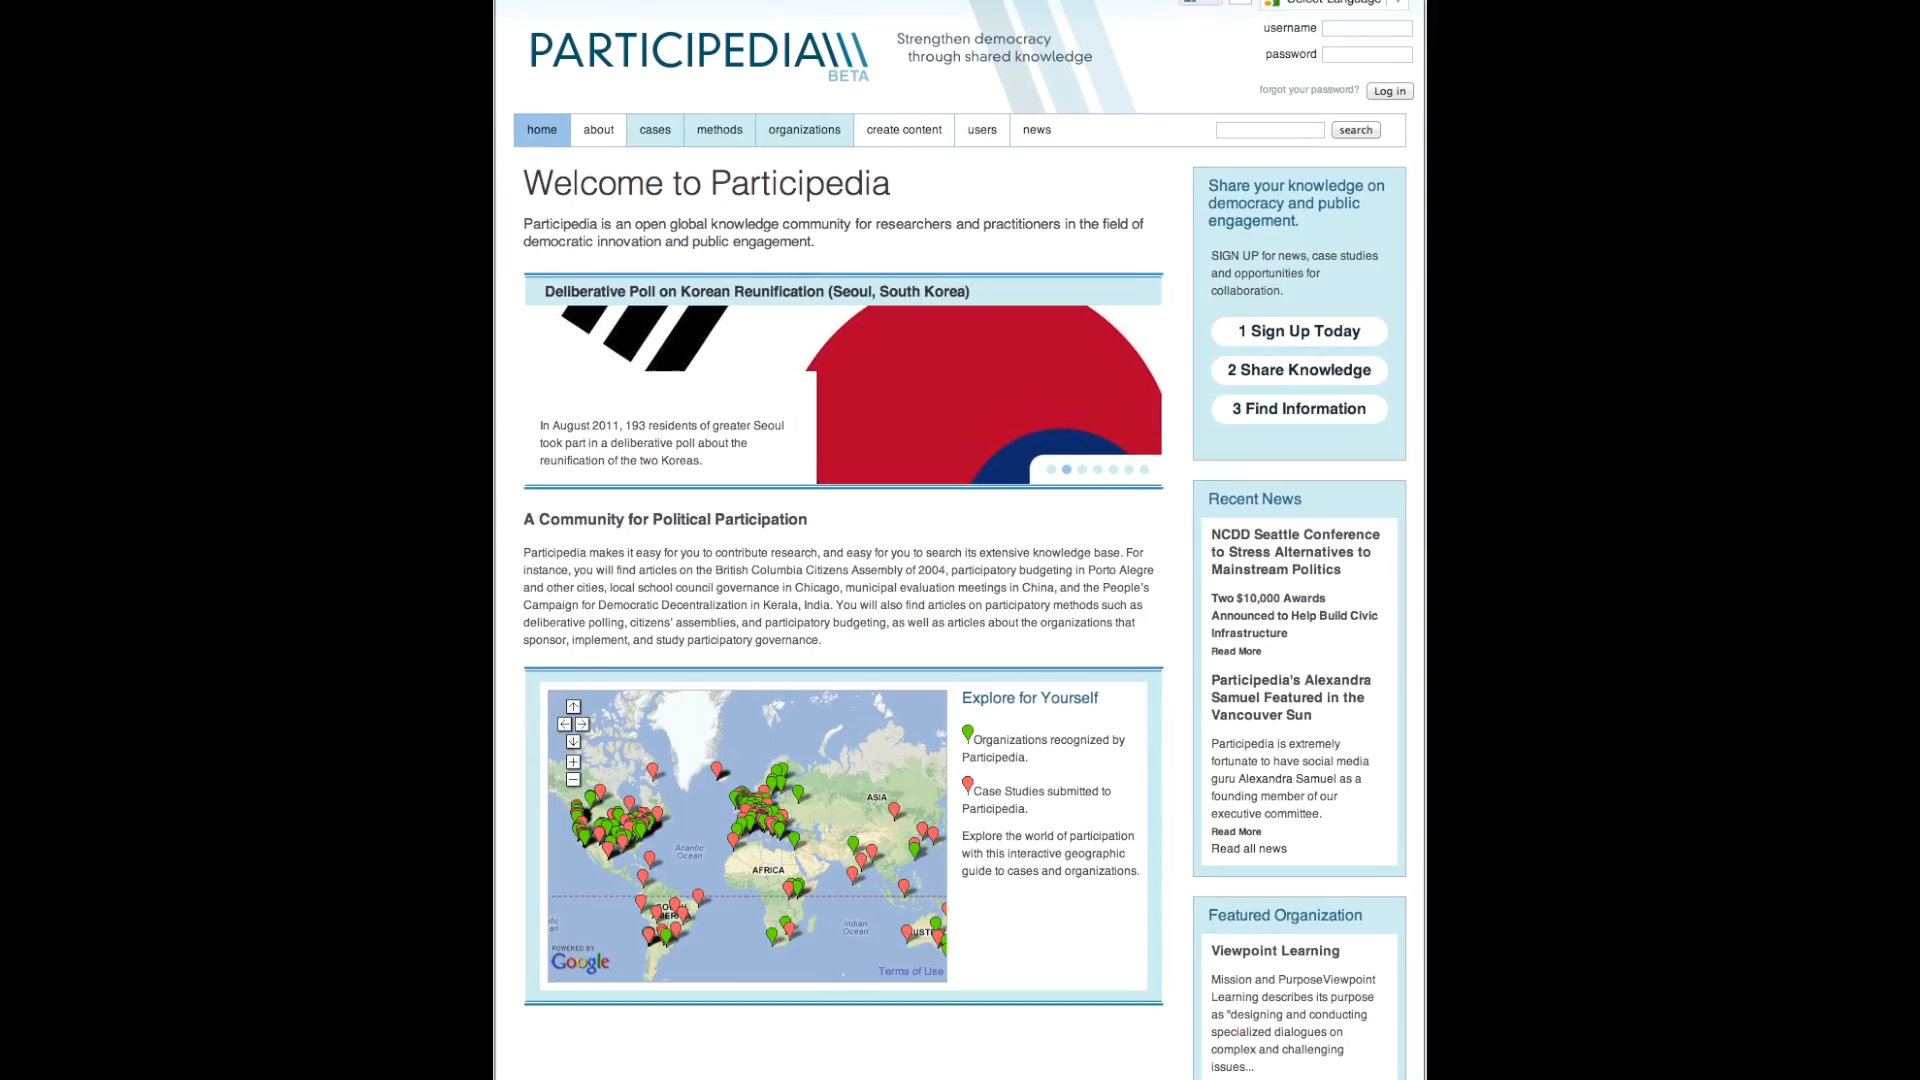 Select Language
PARTICIPEDIA
BETA
Strengthen democracy
through shared knowledge
username
password
forgot your password?
Log in
home
about
cases
methods
organizations
create content
users
news
search
Welcome to Participedia
Participedia is an open global knowledge community for researchers and practitioners in the field of
democratic innovation and public engagement.
Deliberative Poll on Korean Reunification (Seoul, South Korea)
In August 2011, 193 residents of greater Seoul
took part in a deliberative poll about the
reunification of the two Koreas.
A Community for Political Participation
Participedia makes it easy for you to contribute research, and easy for you to search its extensive knowledge base. For
instance, you will find articles on the British Columbia Citizens Assembly of 2004, participatory budgeting in Porto Alegre
and other cities, local school council governance in Chicago, municipal evaluation meetings in China, and the People's
Campaign for Democratic Decentralization in Kerala, India. You will also find articles on participatory methods such as
deliberative polling, citizens' assemblies, and participatory budgeting, as well as articles about the organizations that
sponsor, implement, and study participatory governance.
ASIA
Atlantic
Ocean
AFRICA
Indian
Ocean
POWERED BY
Google
Terms of Use
Explore for Yourself
Organizations recognized by
Participedia.
Case Studies submitted to
Participedia.
Explore the world of participation
with this interactive geographic
guide to cases and organizations.
Share your knowledge on
democracy and public
engagement.
SIGN UP for news, case studies
and opportunities for
collaboration.
1 Sign Up Today
2 Share Knowledge
3 Find Information
Recent News
NCDD Seattle Conference
to Stress Alternatives to
Mainstream Politics
Two $10,000 Awards
Announced to Help Build Civic
Infrastructure
Read More
Participedia's Alexandra
Samuel Featured in the
Vancouver Sun
Participedia is extremely
fortunate to have social media
guru Alexandra Samuel as a
founding member of our
executive committee.
Read More
Read all news
Featured Organization
Viewpoint Learning
Mission and PurposeViewpoint
Learning describes its purpose
as "designing and conducting
specialized dialogues on
complex and challenging
issues...